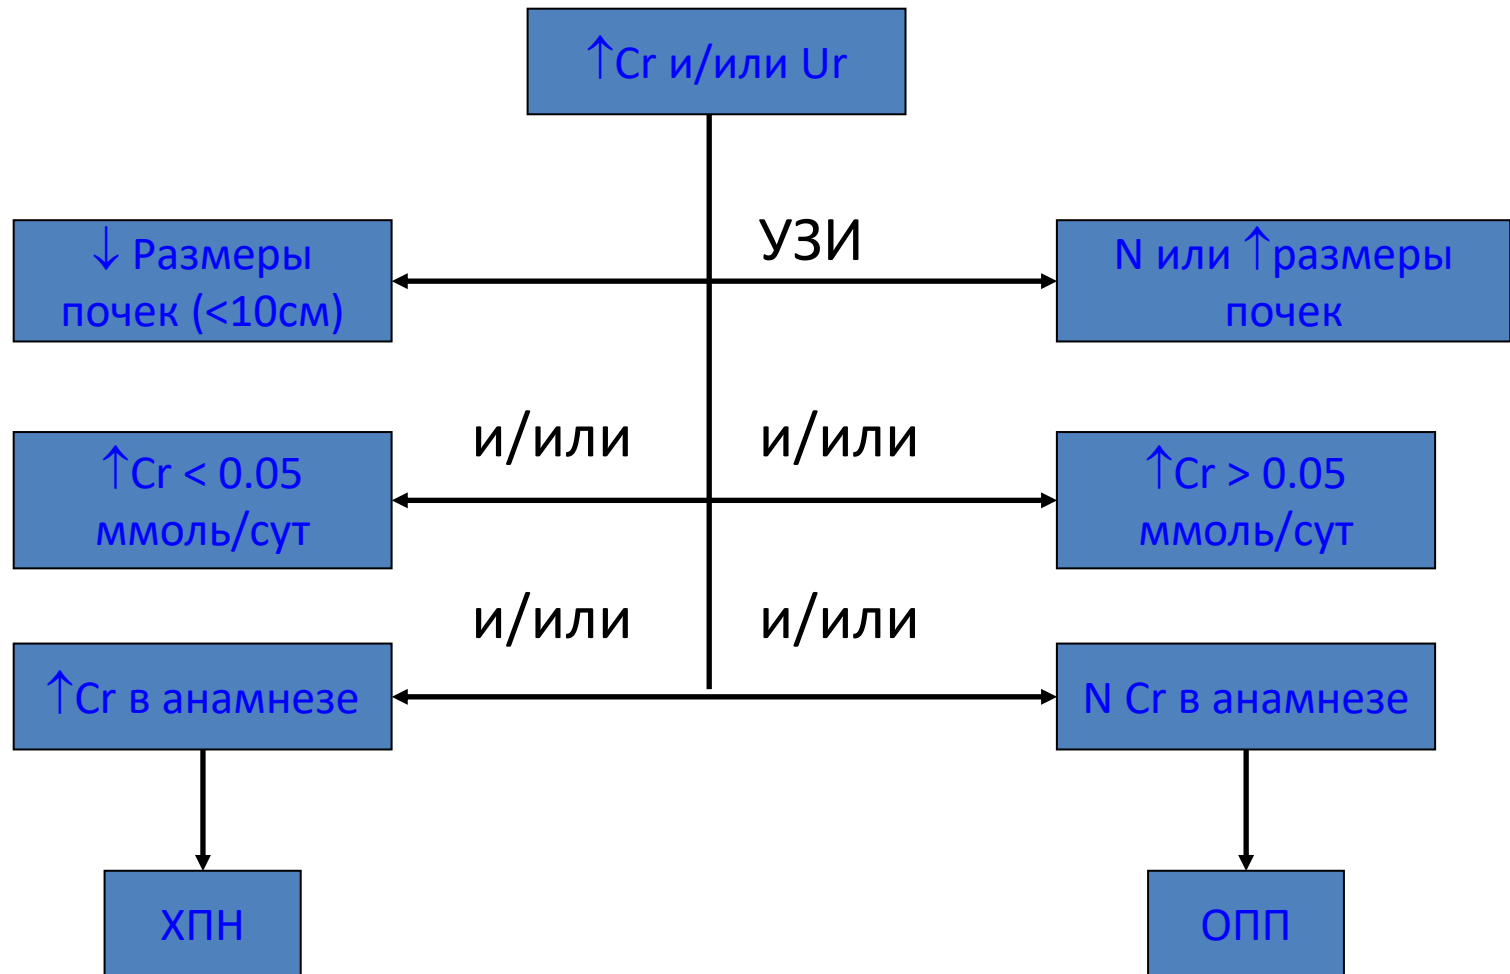 ↑Cr и/или Ur
УЗИ
↓ Размеры
почек (<10см)
N или ↑размеры
почек
и/или
и/или
↑Cr < 0.05
ммоль/сут
↑Cr > 0.05
ммоль/сут
и/или
и/или
↑Cr в анамнезе
N Cr в анамнезе
ХПН
ОПП